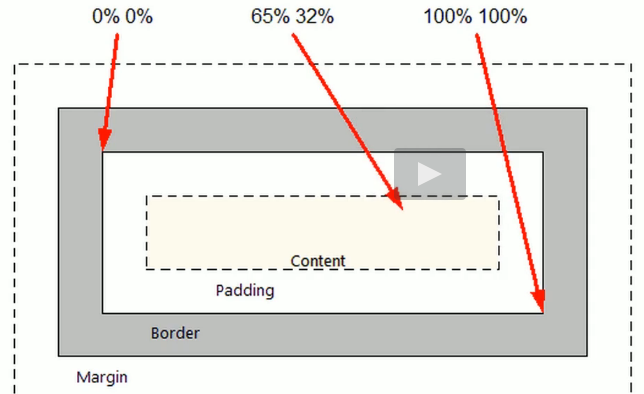 0% 0% 65% 32% 100% 100%
Content
Padding
Border
Margin